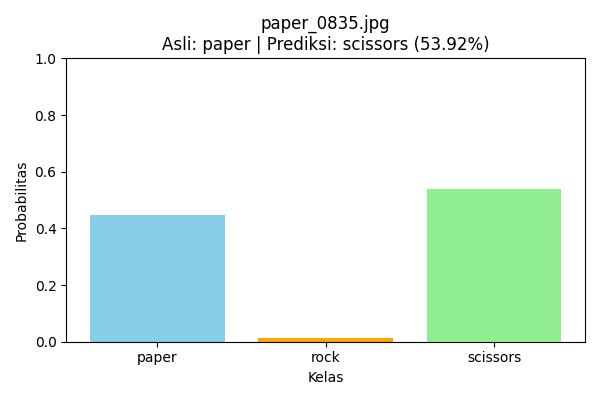 paper_0835.jpg
Asli: paper | Prediksi: scissors (53.92%)
1.0
0.8
0.6
0.4
0.2
0.0
Probabilitas
paper rock scissors
Kelas